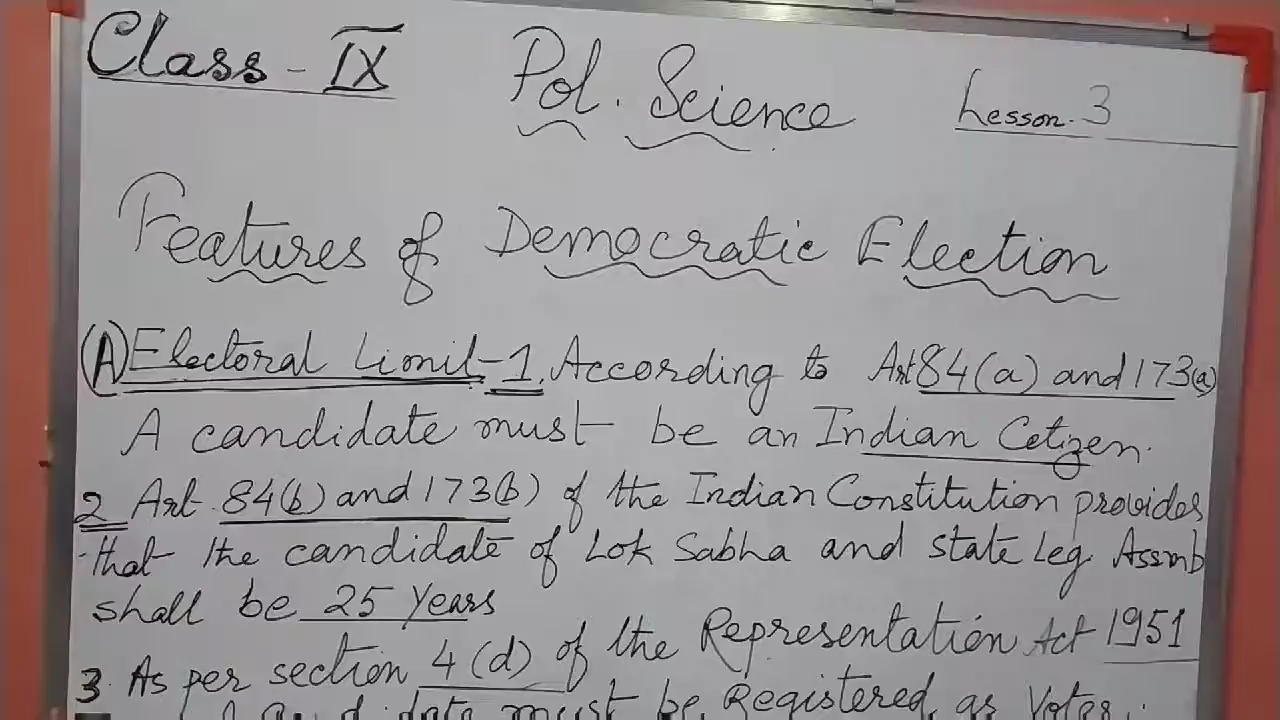 Class - IX Pol. Science Lesson. 3
Features of Democratic Election
(A) Electoral Limit - 1. According to Art 84(a) and 173(a)
A candidate must be an Indian Cetizen.
2 Art. 84(b) and 173(b) of the Indian Constitution provides
that the candidate of Lok Sabha and state Leg. Assmb
shall be 25 Years
3. As per section 4(d) of the Representation Act 1951
must be Registered as Voter.